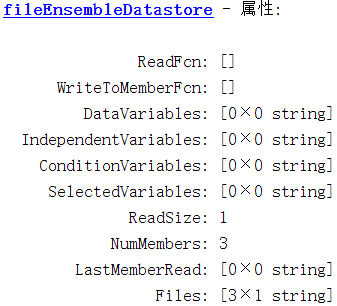 fileEnsembleDatastore - 属性:
ReadFcn: []
WriteToMemberFcn: []
DataVariables: [0×0 string]
IndependentVariables: [0×0 string]
ConditionVariables: [0×0 string]
SelectedVariables: [0×0 string]
ReadSize: 1
NumMembers: 3
LastMemberRead: [0×0 string]
Files: [3×1 string]